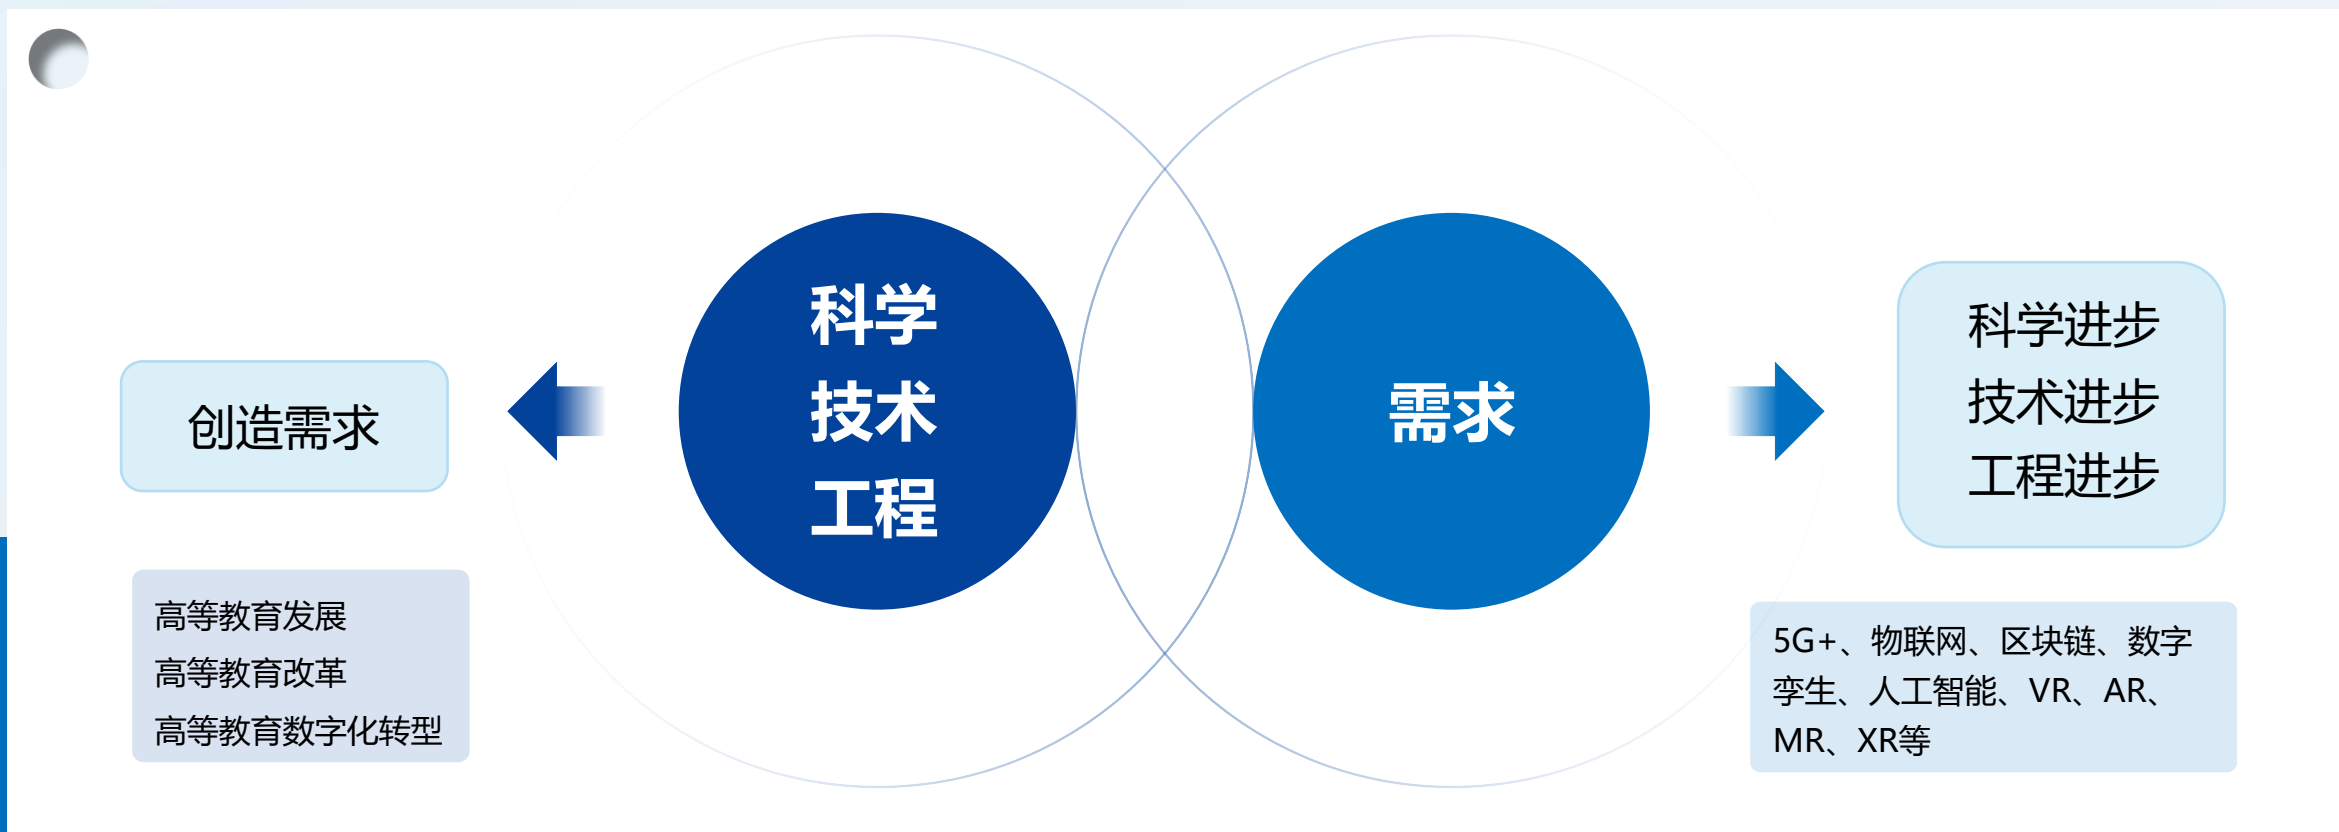 创造需求
高等教育发展
高等教育改革
高等教育数字化转型
科学
技术
工程
需求
科学进步
技术进步
工程进步
5G+、物联网、区块链、数字
孪生、人工智能、VR、AR、
MR、XR等